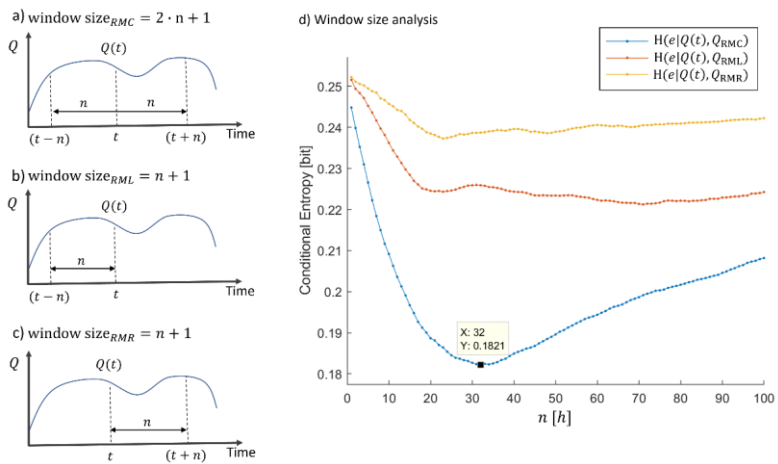 a) window size_RMC = 2 · n + 1
Q
Q(t)
n
n
(t − n)
t
(t + n)
Time
b) window size_RML = n + 1
Q
Q(t)
n
(t − n)
t
Time
c) window size_RMR = n + 1
Q
Q(t)
n
t
(t + n)
Time
d) Window size analysis
H(e|Q(t), Q_RMC)
H(e|Q(t), Q_RML)
H(e|Q(t), Q_RMR)
Conditional Entropy [bit]
0.25
0.24
0.23
0.22
0.21
0.2
0.19
0.18
X: 32
Y: 0.1821
0 10 20 30 40 50 60 70 80 90 100
n [h]